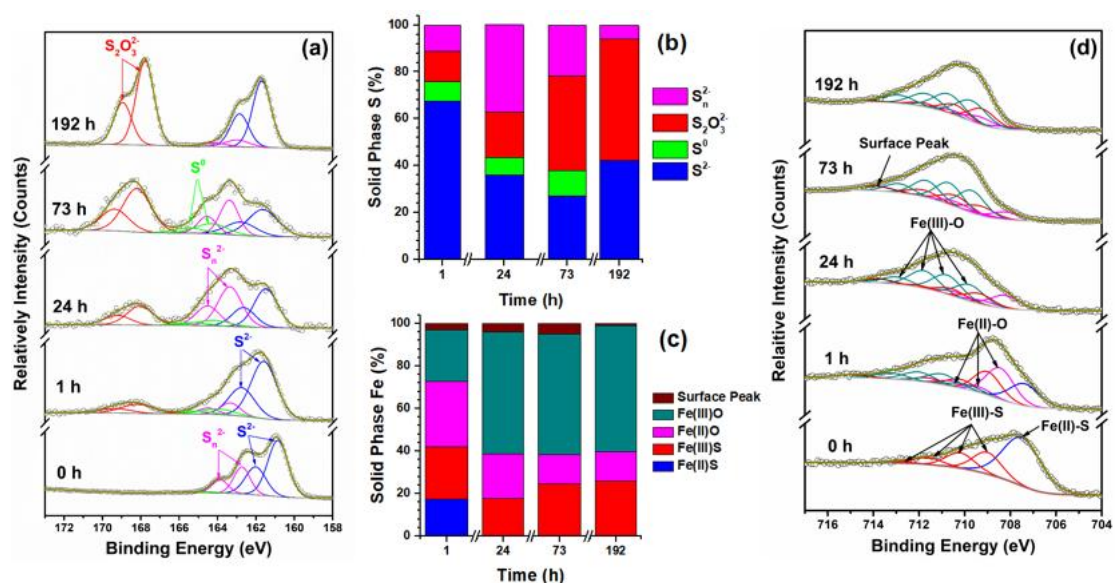 (a)
S₂O₃²⁻
192 h
S⁰
73 h
Sₙ²⁻
24 h
S²⁻
1 h
Sₙ²⁻ S²⁻
0 h
172 170 168 166 164 162 160 158
Binding Energy (eV)
Relatively Intensity (Counts)
(b)
100
80
60
40
20
0
Solid Phase S (%)
Sₙ²⁻
S₂O₃²⁻
S⁰
S²⁻
1 24 73 192
Time (h)
(c)
100
80
60
40
20
0
Solid Phase Fe (%)
Surface Peak
Fe(III)O
Fe(II)O
Fe(III)S
Fe(II)S
1 24 73 192
Time (h)
(d)
192 h
Surface Peak
73 h
Fe(III)-O
24 h
Fe(II)-O
1 h
Fe(III)-S
Fe(II)-S
0 h
716 714 712 710 708 706 704
Binding Energy (eV)
Relaitive Intensity (Counts)